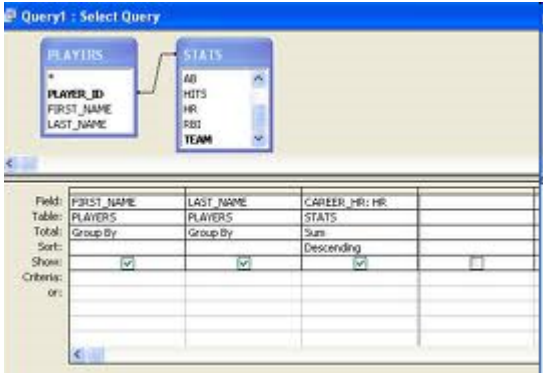 Query1 : Select Query
PLAYERS
*
PLAYER_ID
FIRST_NAME
LAST_NAME
STATS
AB
HITS
HR
RBI
TEAM
Field: FIRST_NAME LAST_NAME CAREER_HR: HR
Table: PLAYERS PLAYERS STATS
Total: Group By Group By Sum
Sort: Descending
Show:
Criteria:
or: